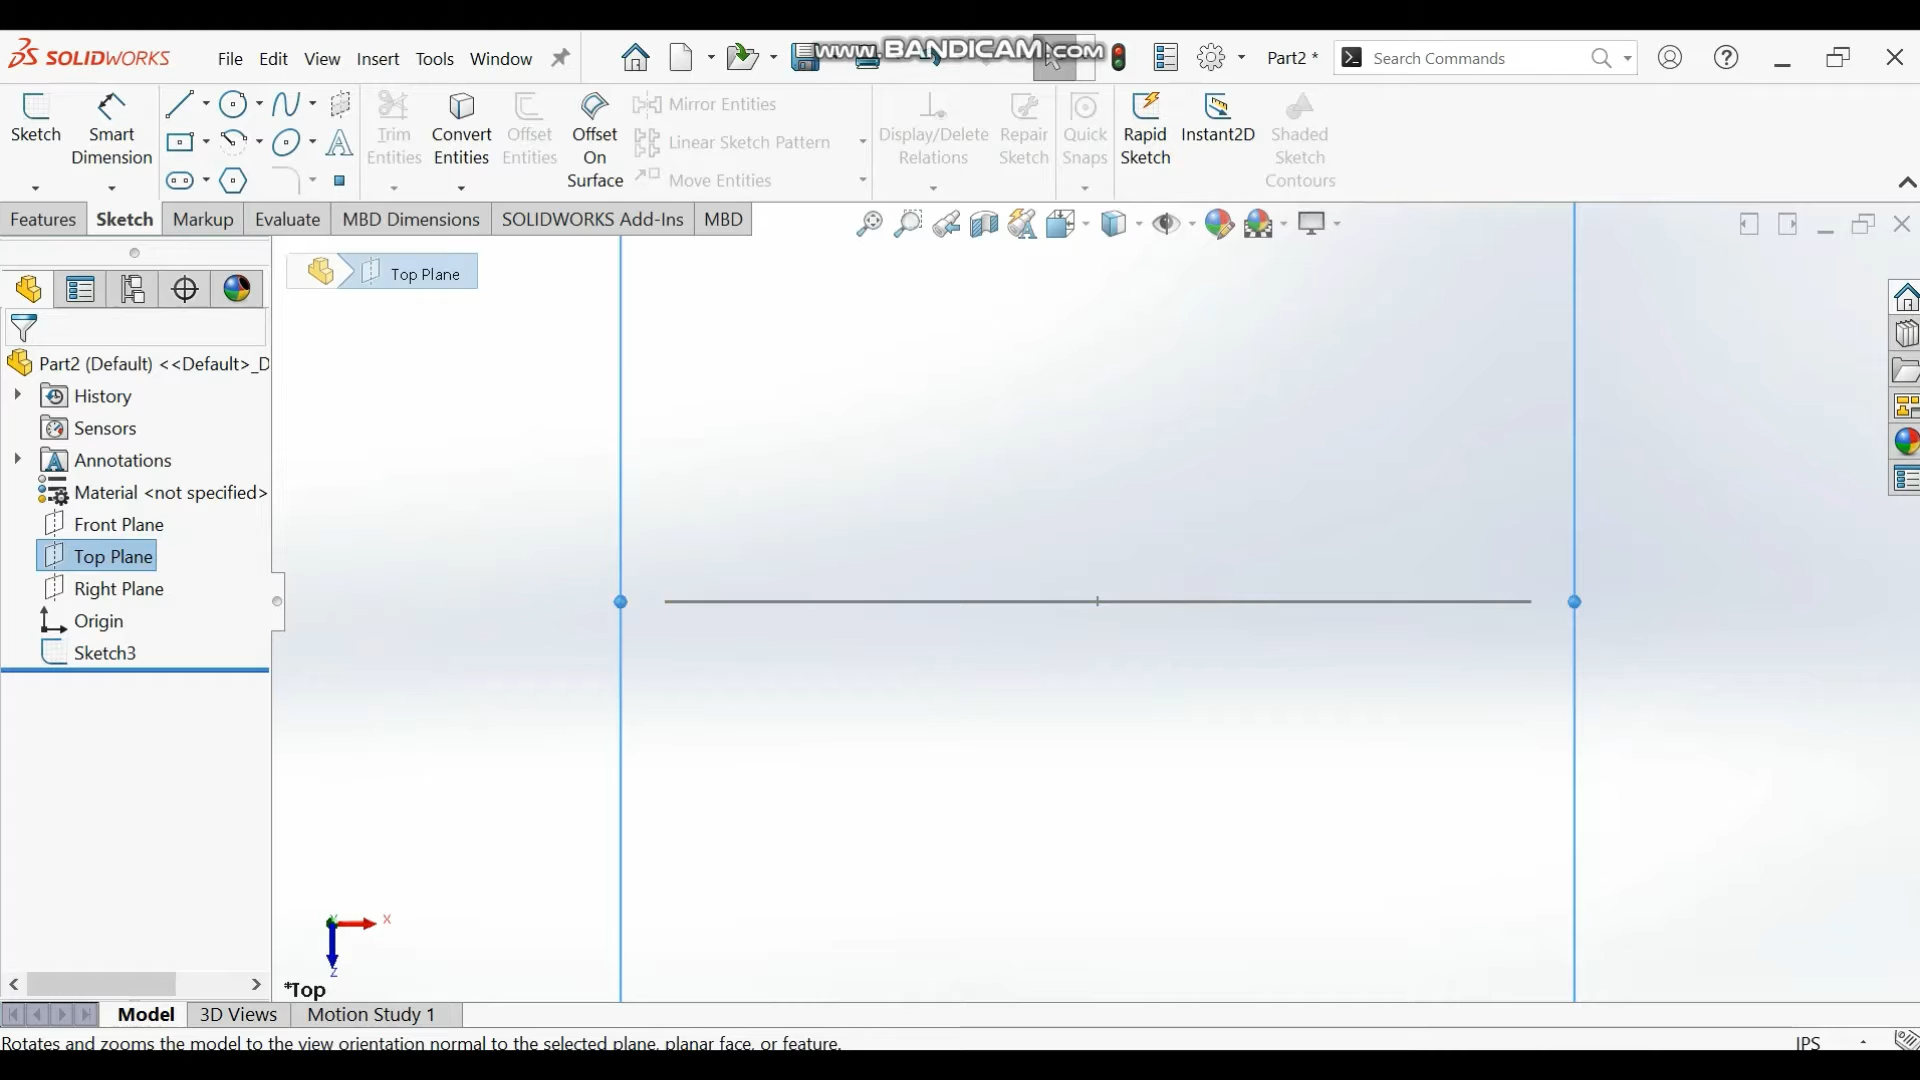 SOLIDWORKS
File Edit View Insert Tools Window
www.BANDICAM.com
Part2 *
Search Commands
Sketch
Smart
Dimension
Trim
Entities
Convert
Entities
Offset
Entities
Offset
On
Surface
Mirror Entities
Linear Sketch Pattern
Move Entities
Display/Delete
Relations
Repair
Sketch
Quick
Snaps
Rapid
Sketch
Instant2D
Shaded
Sketch
Contours
Features Sketch Markup Evaluate MBD Dimensions SOLIDWORKS Add-Ins MBD
Top Plane
Part2 (Default) <<Default>_D
History
Sensors
Annotations
Material <not specified>
Front Plane
Top Plane
Right Plane
Origin
Sketch3
Y
X
Z
*Top
Model 3D Views Motion Study 1
Rotates and zooms the model to the view orientation normal to the selected plane, planar face, or feature.
IPS